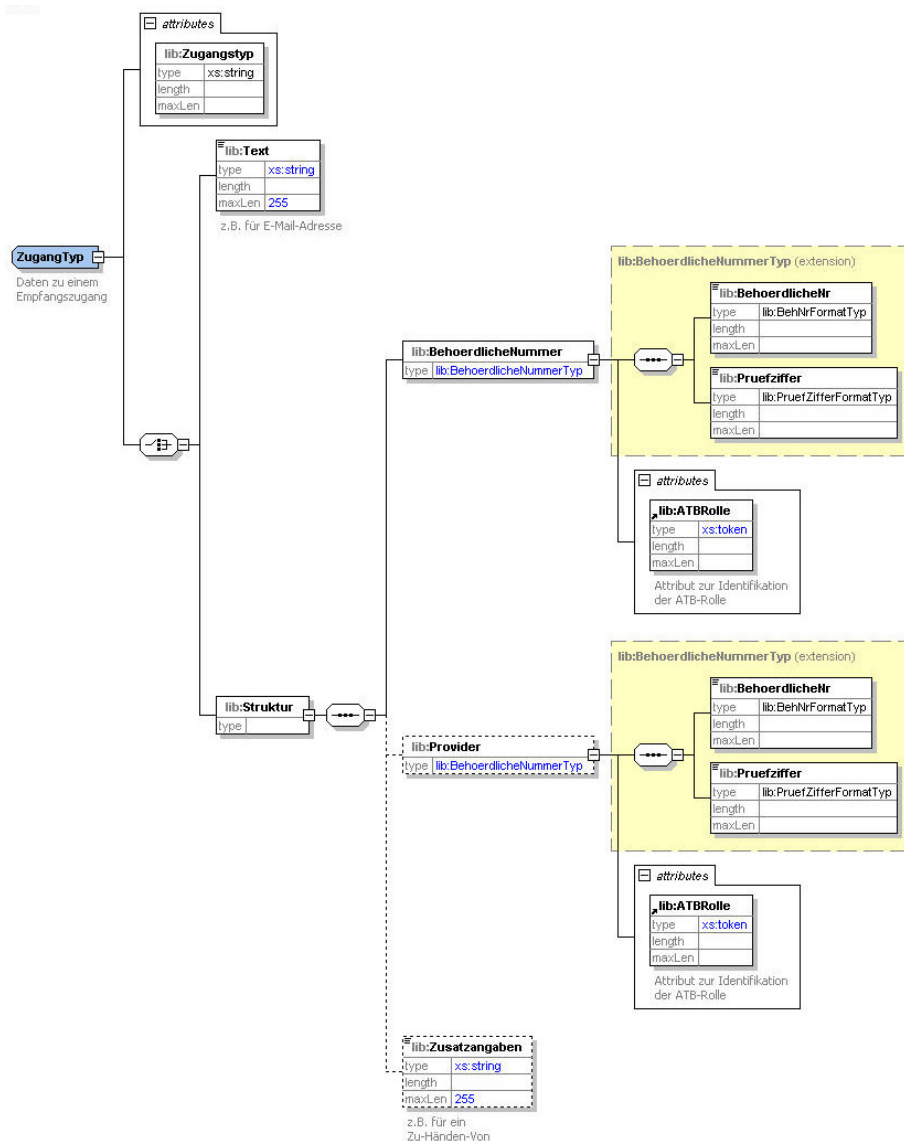 attributes
lib:Zugangstyp
type xs:string
length
maxLen
lib:Text
type xs:string
length
maxLen 255
z.B. für E-Mail-Adresse
ZugangTyp
Daten zu einem
Empfangszugang
lib:BehoerdlicheNummerTyp (extension)
lib:BehoerdlicheNr
type lib:BehNrFormatTyp
length
maxLen
lib:BehoerdlicheNummer
type lib:BehoerdlicheNummerTyp
lib:Pruefziffer
type lib:PruefZifferFormatTyp
length
maxLen
attributes
lib:ATBRolle
type xs:token
length
maxLen
Attribut zur Identifikation
der ATB-Rolle
lib:Struktur
type
lib:BehoerdlicheNummerTyp (extension)
lib:BehoerdlicheNr
type lib:BehNrFormatTyp
length
maxLen
lib:Provider
type lib:BehoerdlicheNummerTyp
lib:Pruefziffer
type lib:PruefZifferFormatTyp
length
maxLen
attributes
lib:ATBRolle
type xs:token
length
maxLen
Attribut zur Identifikation
der ATB-Rolle
lib:Zusatzangaben
type xs:string
length
maxLen 255
z.B. für ein
Zu-Händen-Von